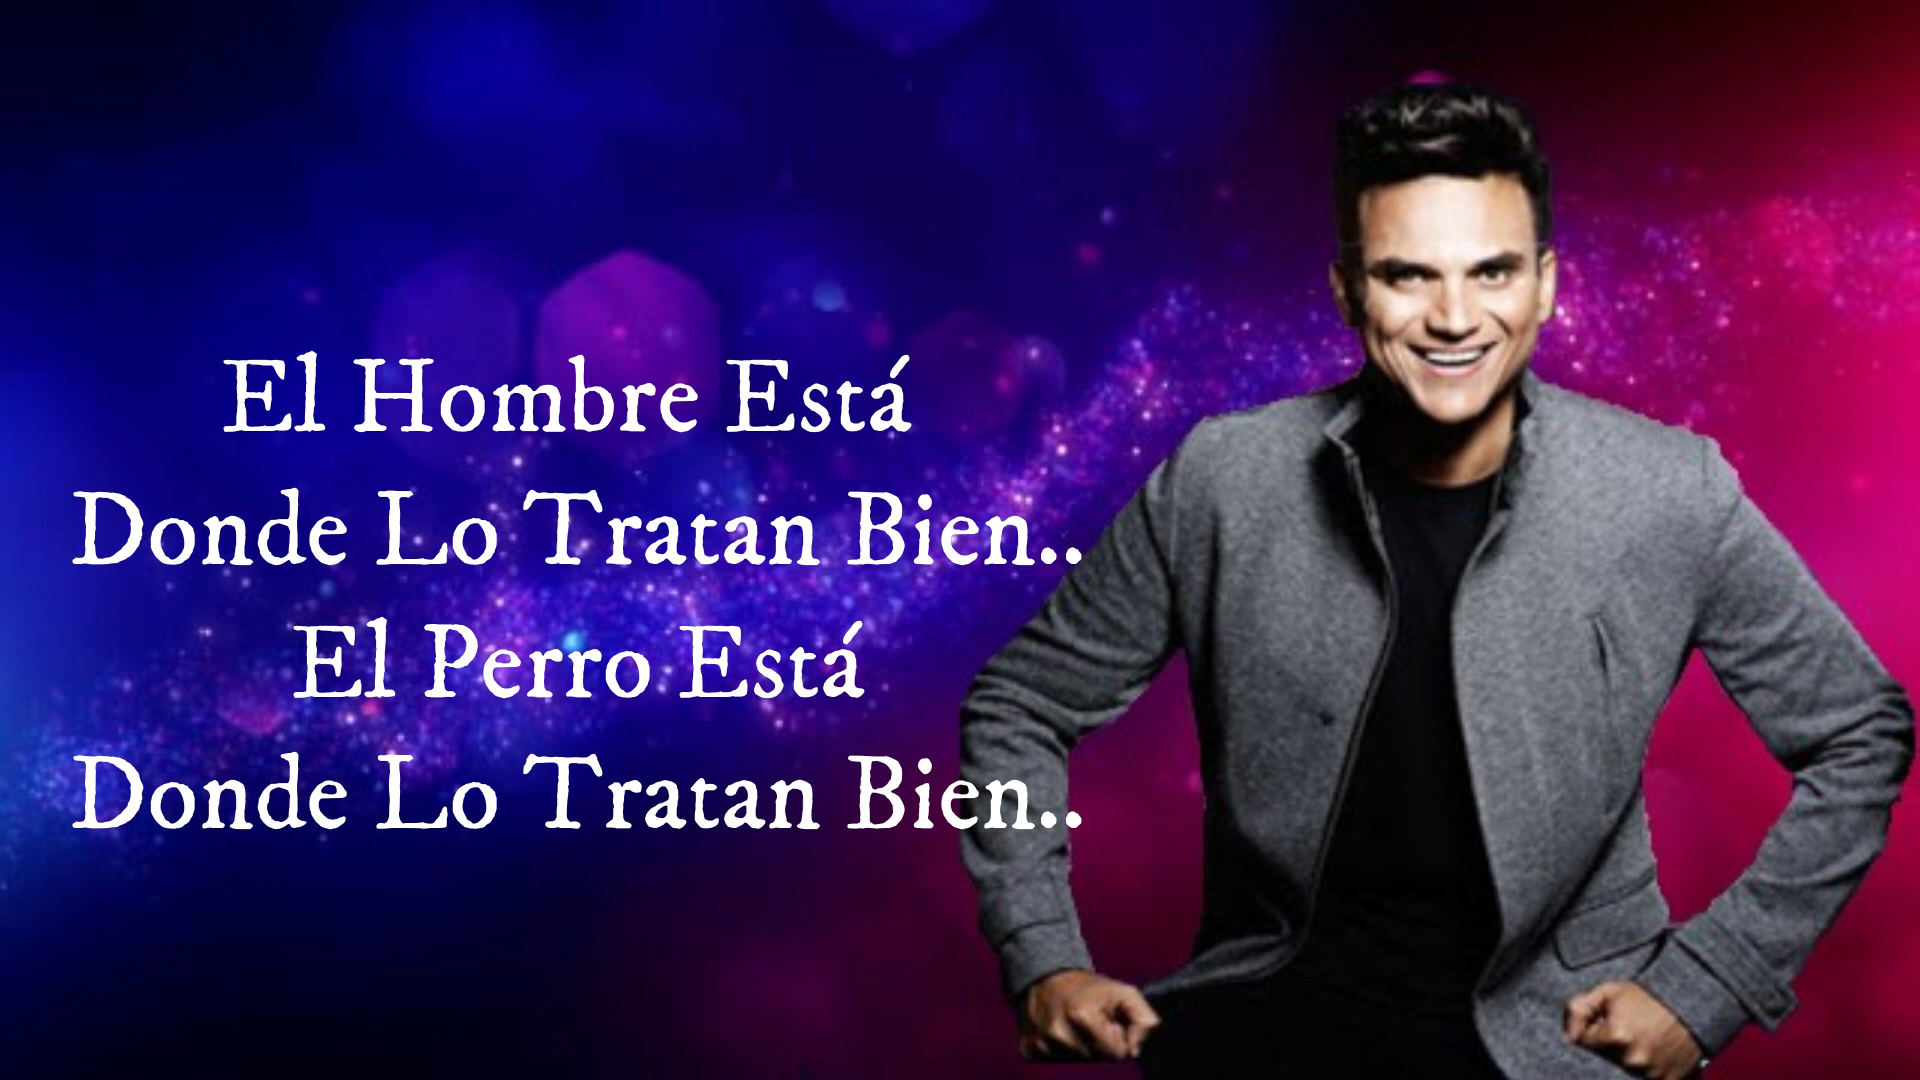 El Hombre Está
Donde Lo Tratan Bien..
El Perro Está
Donde Lo Tratan Bien..